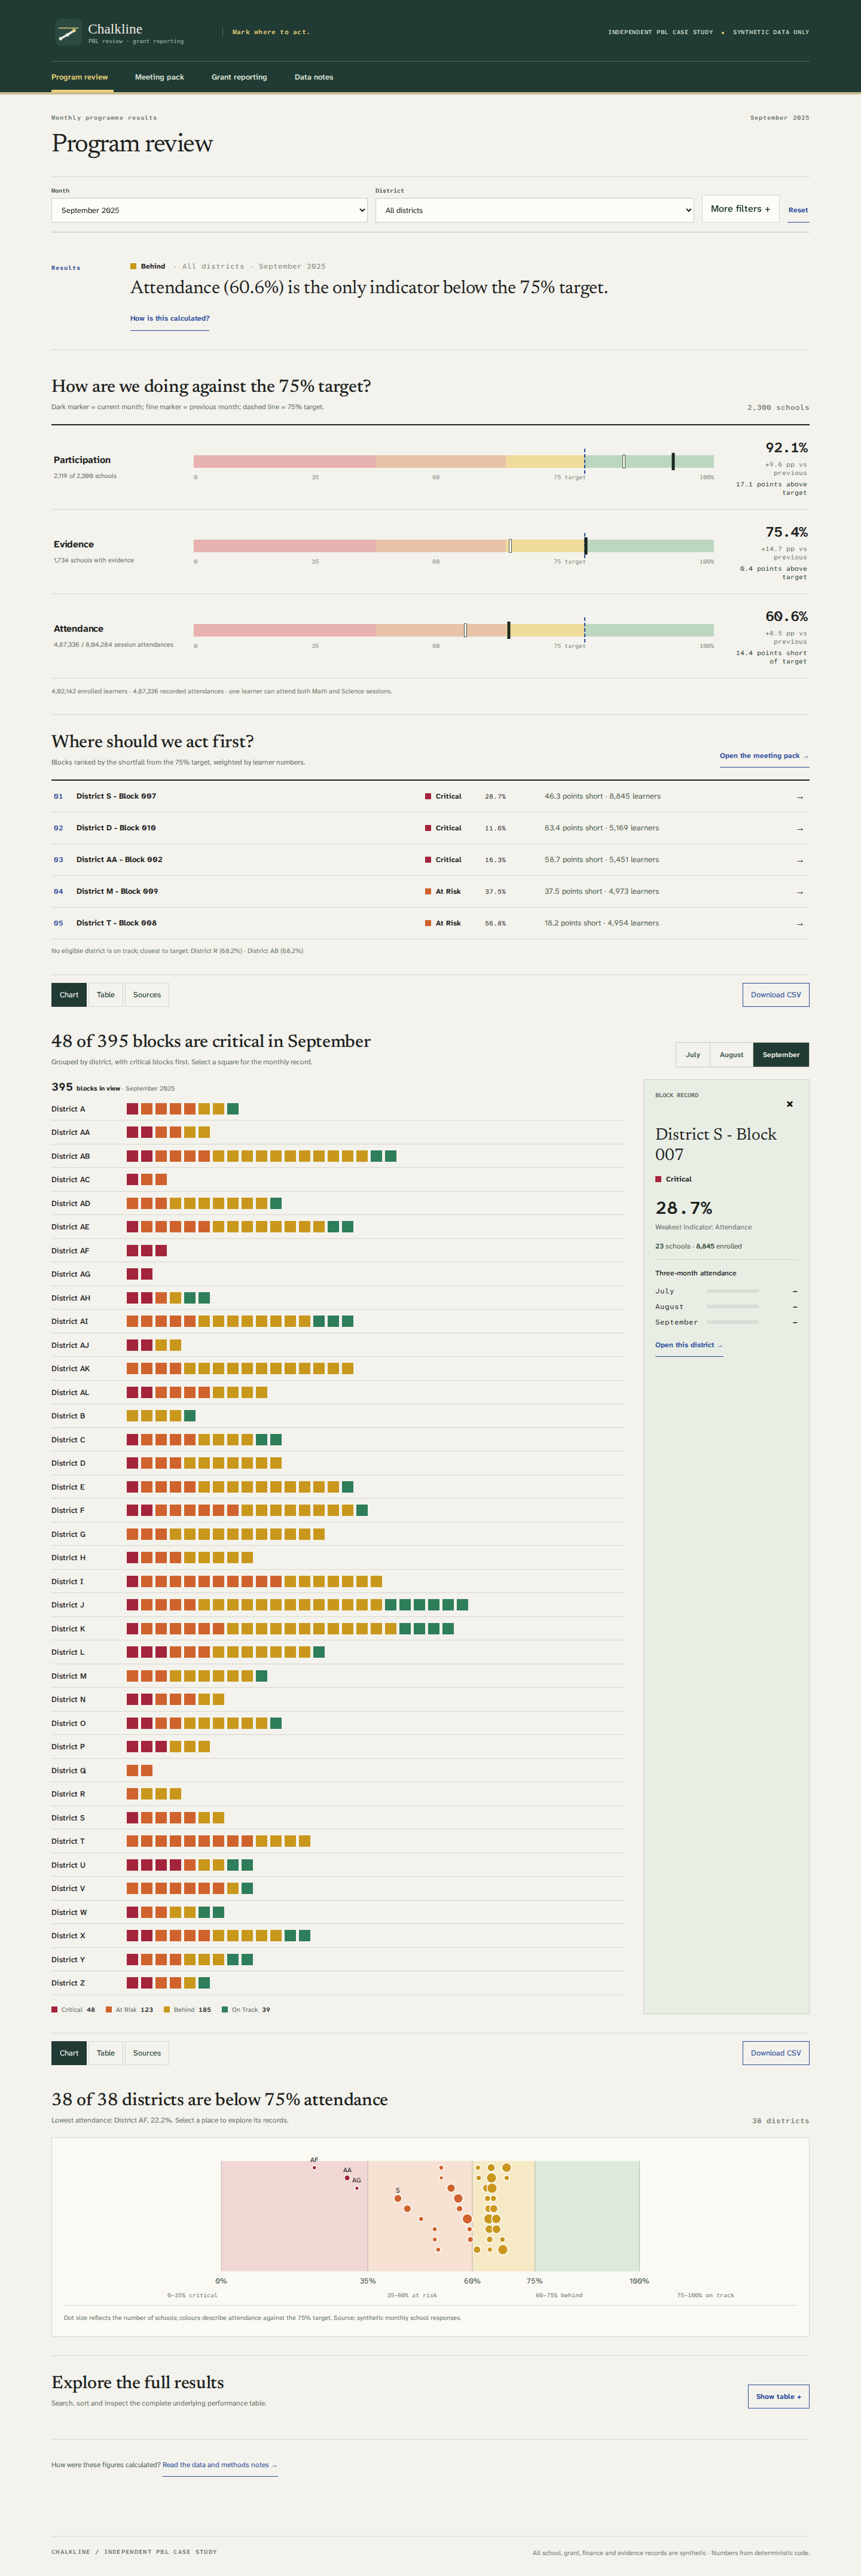 Chalkline
PBL review · grant reporting
Mark where to act.
INDEPENDENT PBL CASE STUDY • SYNTHETIC DATA ONLY
Program review
Meeting pack
Grant reporting
Data notes
Monthly programme results
September 2025
Program review
Month
District
September 2025
All districts
More filters +
Reset
Results
Behind · All districts · September 2025
Attendance (60.6%) is the only indicator below the 75% target.
How is this calculated?
How are we doing against the 75% target?
Dark marker = current month; fine marker = previous month; dashed line = 75% target.
2,300 schools
Participation
2,119 of 2,300 schools
0 35 60 75 target 100%
92.1%
+9.6 pp vs
previous
17.1 points above
target
Evidence
1,734 schools with evidence
0 35 60 75 target 100%
75.4%
+14.7 pp vs
previous
0.4 points above
target
Attendance
4,87,336 / 8,04,284 session attendances
0 35 60 75 target 100%
60.6%
+8.5 pp vs
previous
14.4 points short
of target
4,02,142 enrolled learners · 4,87,336 recorded attendances · one learner can attend both Math and Science sessions.
Where should we act first?
Blocks ranked by the shortfall from the 75% target, weighted by learner numbers.
Open the meeting pack →
01 District S - Block 007 Critical 28.7% 46.3 points short · 8,845 learners →
02 District D - Block 010 Critical 11.6% 63.4 points short · 5,169 learners →
03 District AA - Block 002 Critical 16.3% 58.7 points short · 5,451 learners →
04 District M - Block 009 At Risk 37.5% 37.5 points short · 4,973 learners →
05 District T - Block 008 At Risk 56.8% 18.2 points short · 4,954 learners →
No eligible district is on track; closest to target: District R (68.2%) · District AB (68.2%)
Chart
Table
Sources
Download CSV
48 of 395 blocks are critical in September
Grouped by district, with critical blocks first. Select a square for the monthly record.
July
August
September
395 blocks in view · September 2025
District A
District AA
District AB
District AC
District AD
District AE
District AF
District AG
District AH
District AI
District AJ
District AK
District AL
District B
District C
District D
District E
District F
District G
District H
District I
District J
District K
District L
District M
District N
District O
District P
District Q
District R
District S
District T
District U
District V
District W
District X
District Y
District Z
Critical 48 At Risk 123 Behind 185 On Track 39
BLOCK RECORD
×
District S - Block
007
Critical
28.7%
Weakest indicator: Attendance
23 schools · 8,845 enrolled
Three-month attendance
July –
August –
September –
Open this district →
Chart
Table
Sources
Download CSV
38 of 38 districts are below 75% attendance
Lowest attendance: District AF, 22.2%. Select a place to explore its records.
38 districts
AF
AA
AG
S
0% 35% 60% 75% 100%
0–35% critical 35–60% at risk 60–75% behind 75–100% on track
Dot size reflects the number of schools; colours describe attendance against the 75% target. Source: synthetic monthly school responses.
Explore the full results
Search, sort and inspect the complete underlying performance table.
Show table +
How were these figures calculated? Read the data and methods notes →
CHALKLINE / INDEPENDENT PBL CASE STUDY
All school, grant, finance and evidence records are synthetic · Numbers from deterministic code.